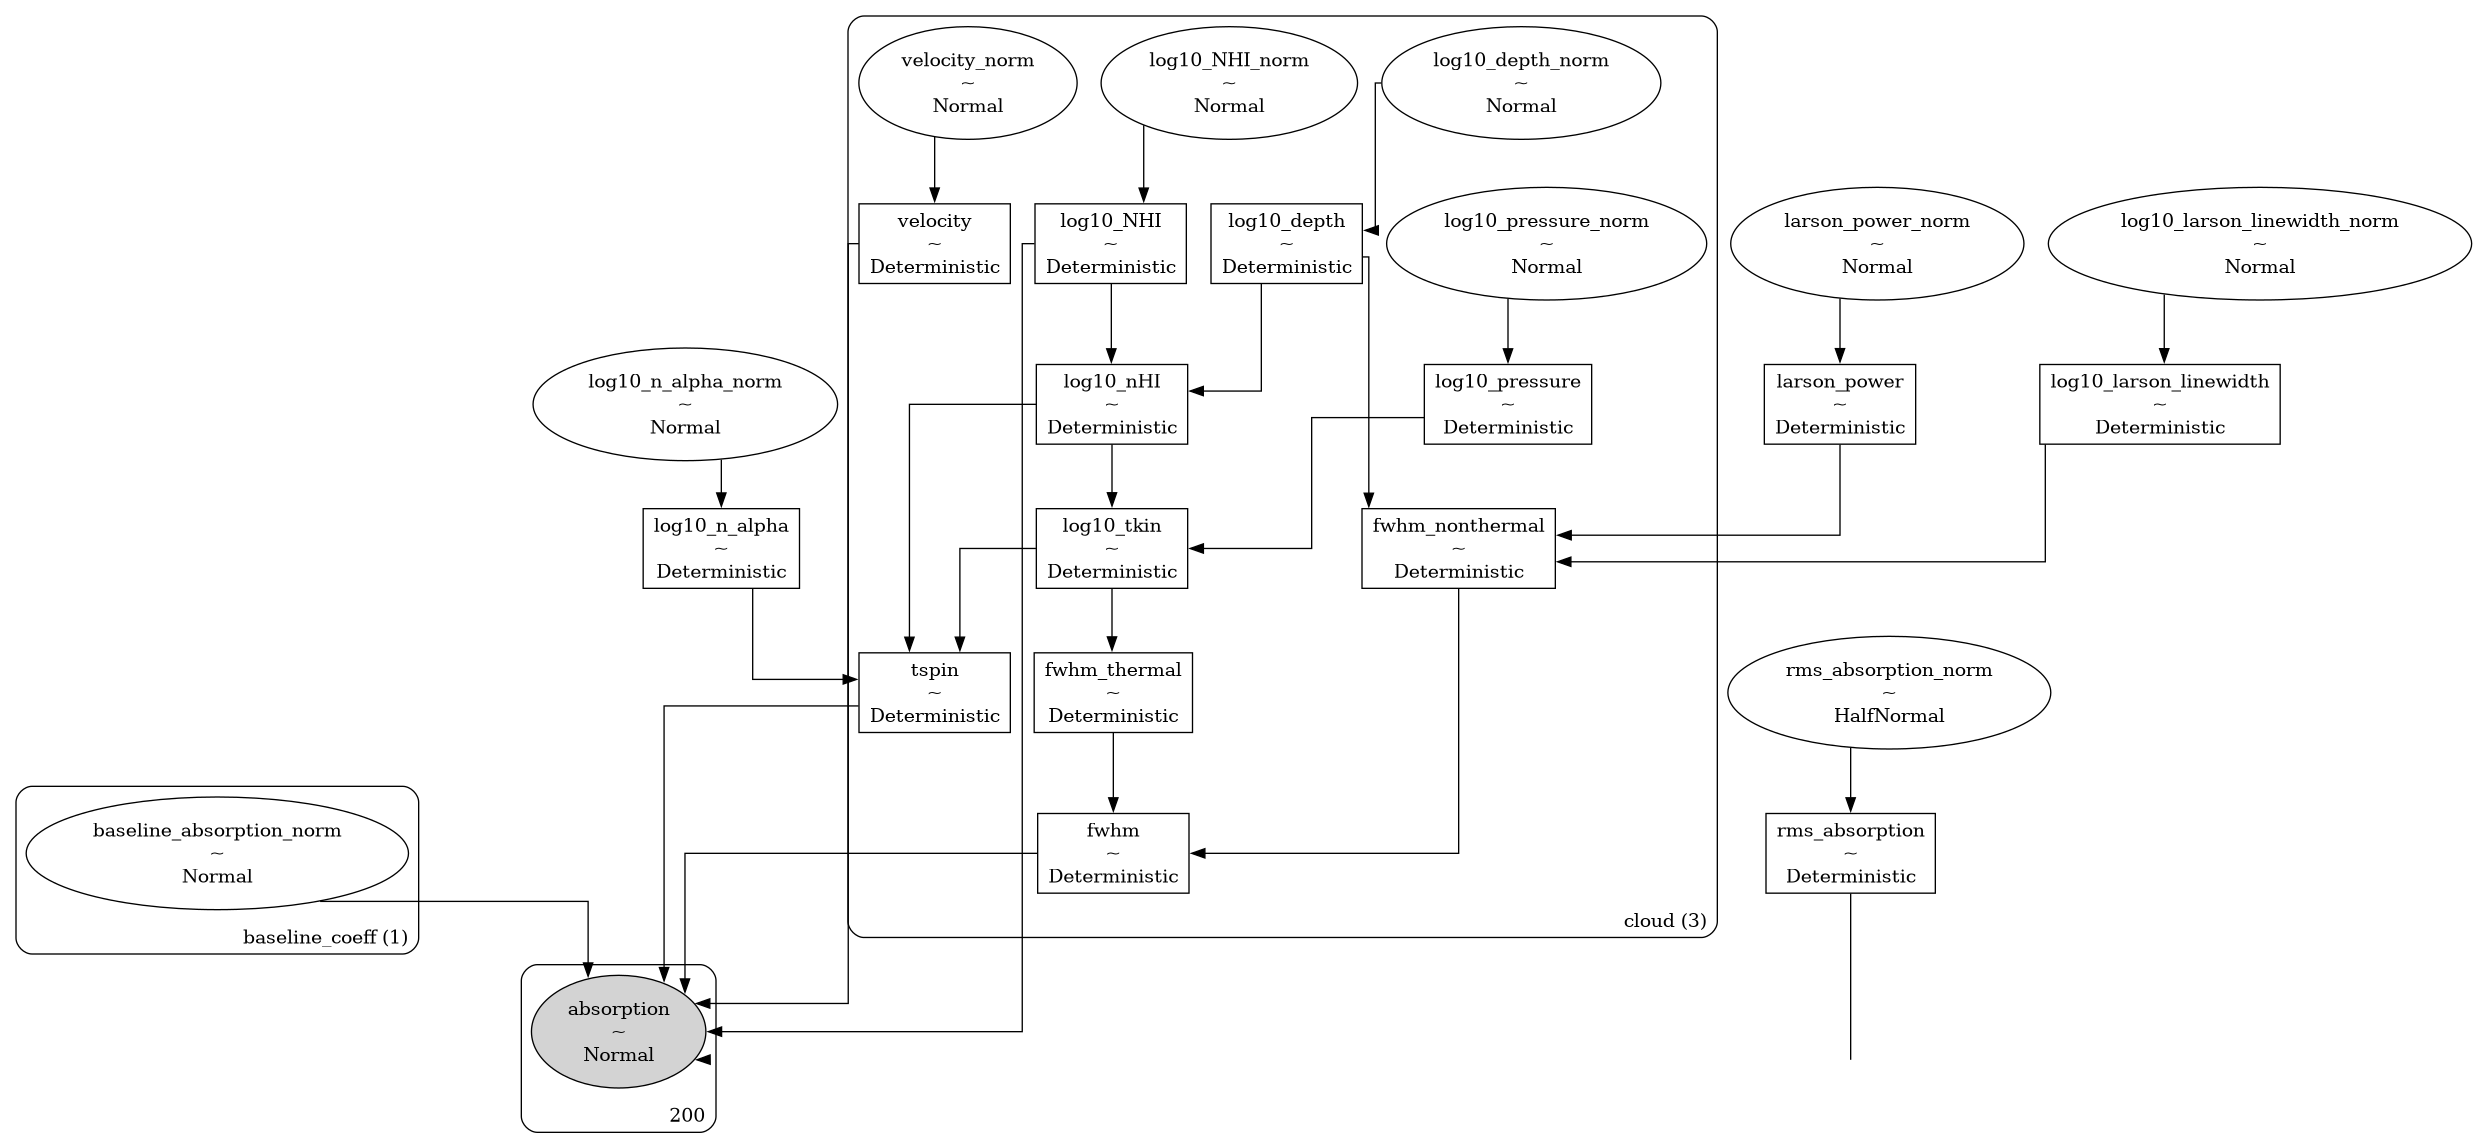 velocity_norm
~
Normal
log10_NHI_norm
~
Normal
log10_depth_norm
~
Normal
velocity
~
Deterministic
log10_NHI
~
Deterministic
log10_depth
~
Deterministic
log10_pressure_norm
~
Normal
larson_power_norm
~
Normal
log10_larson_linewidth_norm
~
Normal
log10_n_alpha_norm
~
Normal
log10_nHI
~
Deterministic
log10_pressure
~
Deterministic
larson_power
~
Deterministic
log10_larson_linewidth
~
Deterministic
log10_n_alpha
~
Deterministic
log10_tkin
~
Deterministic
fwhm_nonthermal
~
Deterministic
tspin
~
Deterministic
fwhm_thermal
~
Deterministic
rms_absorption_norm
~
HalfNormal
baseline_absorption_norm
~
Normal
fwhm
~
Deterministic
rms_absorption
~
Deterministic
cloud (3)
baseline_coeff (1)
absorption
~
Normal
200